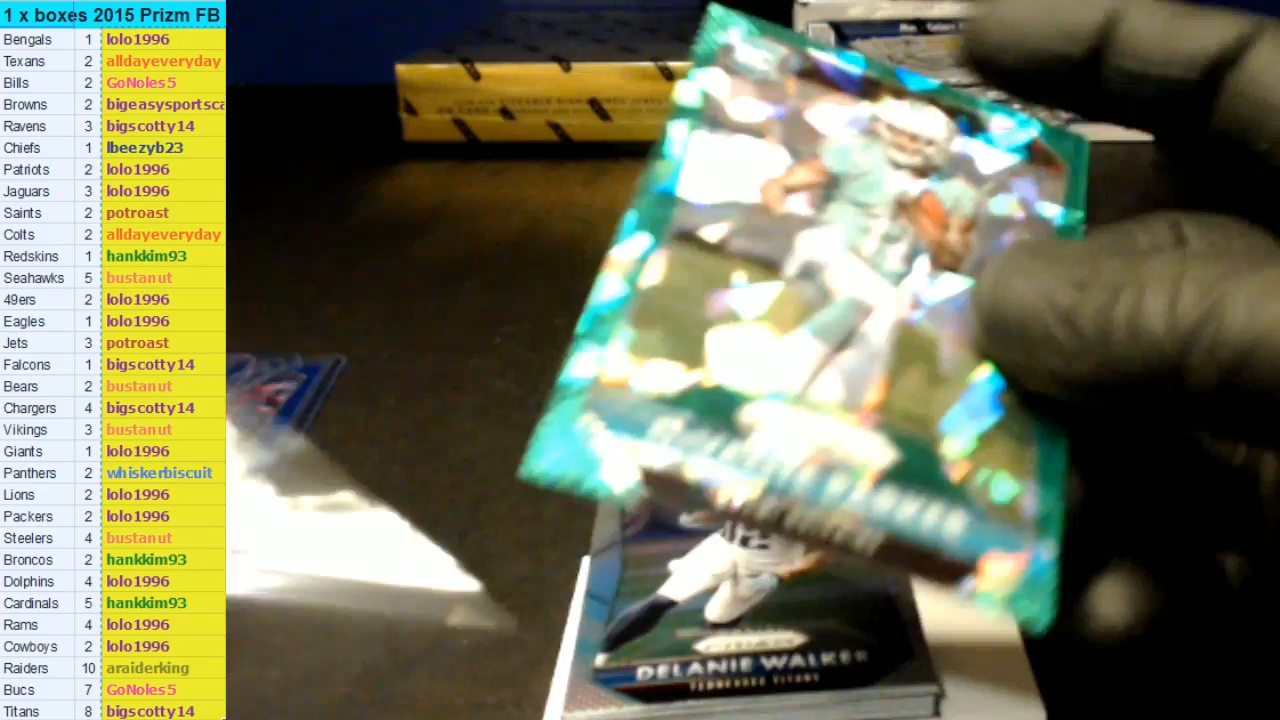 1 x boxes 2015 Prizm FB
Bengals 1 lolo1996
Texans 2 alldayeveryday
Bills 2 GoNoles5
Browns 2 bigeasysportsca
Ravens 3 bigscotty14
Chiefs 1 lbeezyb23
Patriots 2 lolo1996
Jaguars 3 lolo1996
Saints 2 potroast
Colts 2 alldayeveryday
Redskins 1 hankkim93
Seahawks 5 bustanut
49ers 2 lolo1996
Eagles 1 lolo1996
Jets 3 potroast
Falcons 1 bigscotty14
Bears 2 bustanut
Chargers 4 bigscotty14
Vikings 3 bustanut
Giants 1 lolo1996
Panthers 2 whiskerbiscuit
Lions 2 lolo1996
Packers 2 lolo1996
Steelers 4 bustanut
Broncos 2 hankkim93
Dolphins 4 lolo1996
Cardinals 5 hankkim93
Rams 4 lolo1996
Cowboys 2 lolo1996
Raiders 10 araiderking
Bucs 7 GoNoles5
Titans 8 bigscotty14
DELANIE WALKER
TENNESSEE TITANS